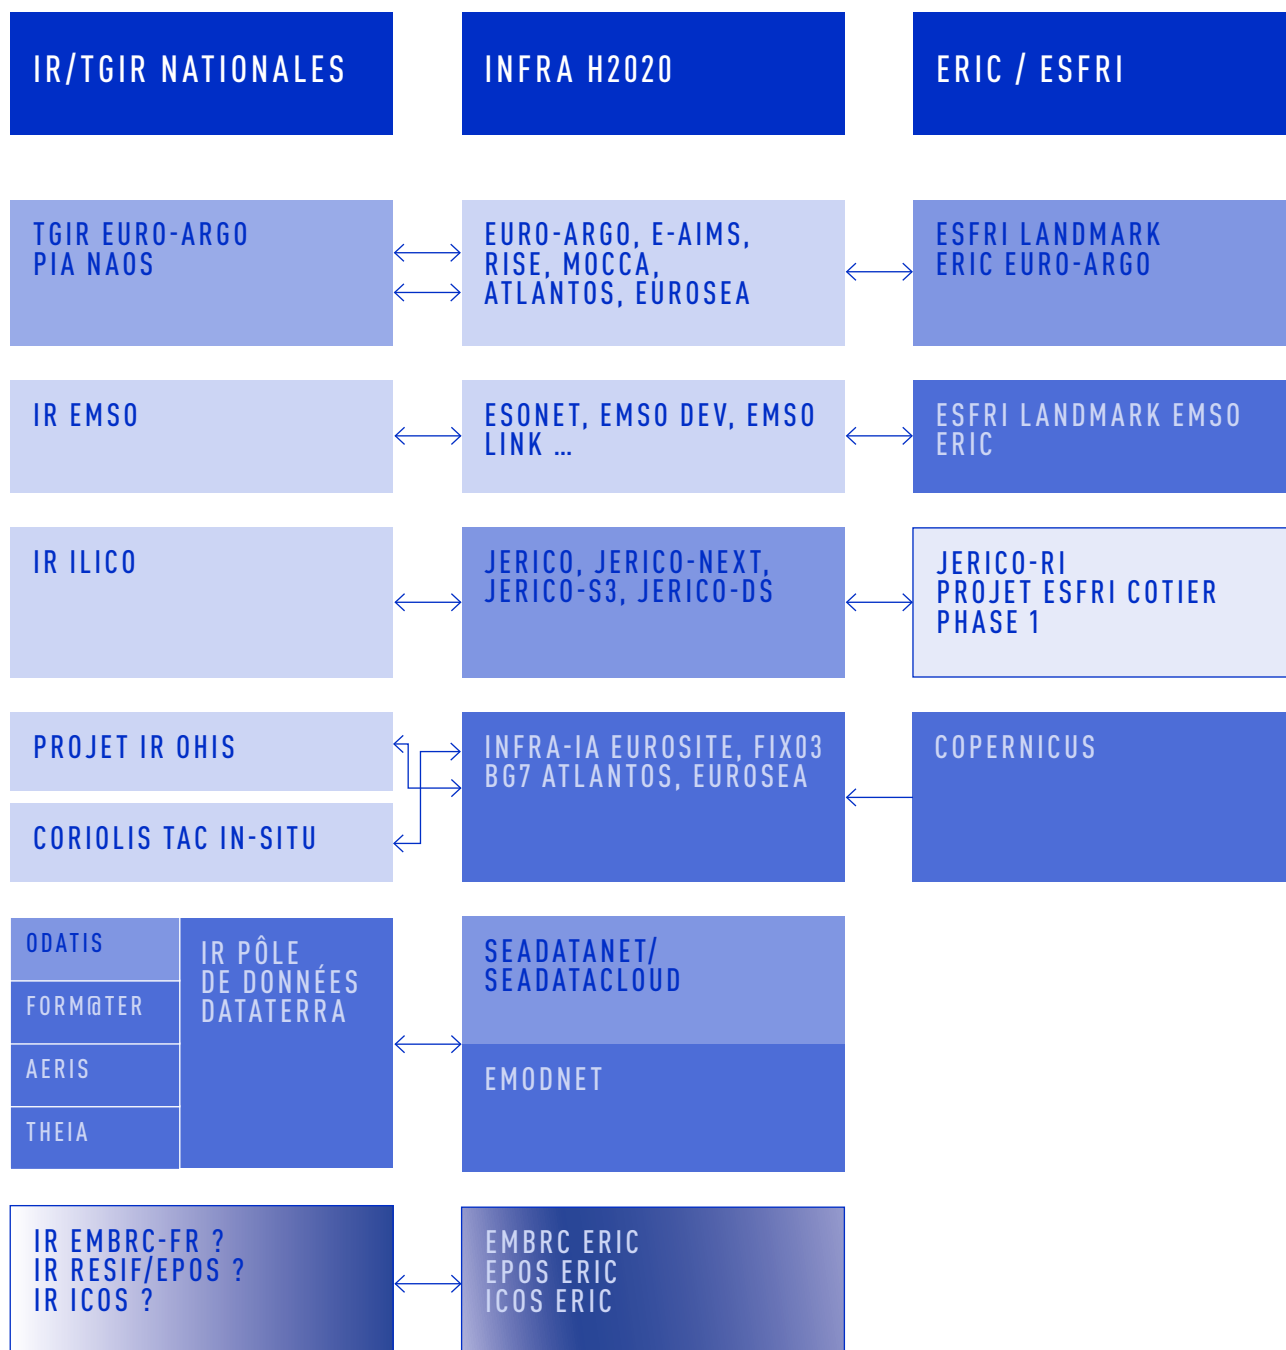 IR/TGIR NATIONALES
INFRA H2020
ERIC / ESFRI
TGIR EURO-ARGO
PIA NAOS
EURO-ARGO, E-AIMS,
RISE, MOCCA,
ATLANTOS, EUROSEA
ESFRI LANDMARK
ERIC EURO-ARGO
IR EMSO
ESONET, EMSO DEV, EMSO
LINK ...
ESFRI LANDMARK EMSO
ERIC
IR ILICO
JERICO, JERICO-NEXT,
JERICO-S3, JERICO-DS
JERICO-RI
PROJET ESFRI COTIER
PHASE 1
PROJET IR OHIS
CORIOLIS TAC IN-SITU
INFRA-IA EUROSITE, FIX03
BG7 ATLANTOS, EUROSEA
COPERNICUS
ODATIS
FORM@TER
AERIS
THEIA
IR PÔLE
DE DONNÉES
DATATERRA
SEADATANET/
SEADATACLOUD
EMODNET
IR EMBRC-FR ?
IR RESIF/EPOS ?
IR ICOS ?
EMBRC ERIC
EPOS ERIC
ICOS ERIC